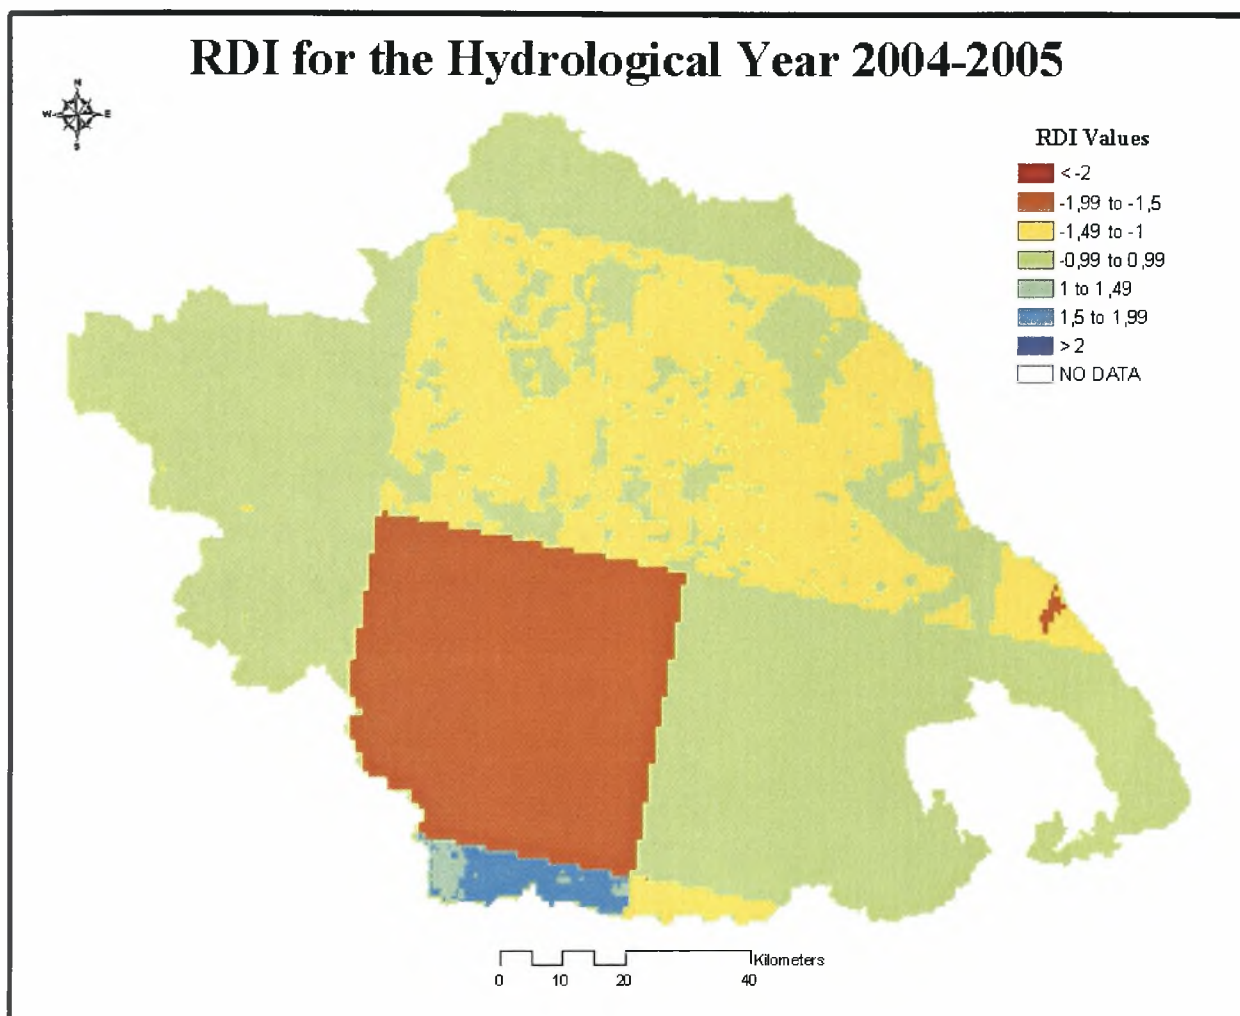 RDI for the Hydrological Year 2004-2005
N
W E
S
RDI Values
< -2
-1,99 to -1,5
-1,49 to -1
-0,99 to 0,99
1 to 1,49
1,5 to 1,99
> 2
NO DATA
Kilometers
0 10 20 40